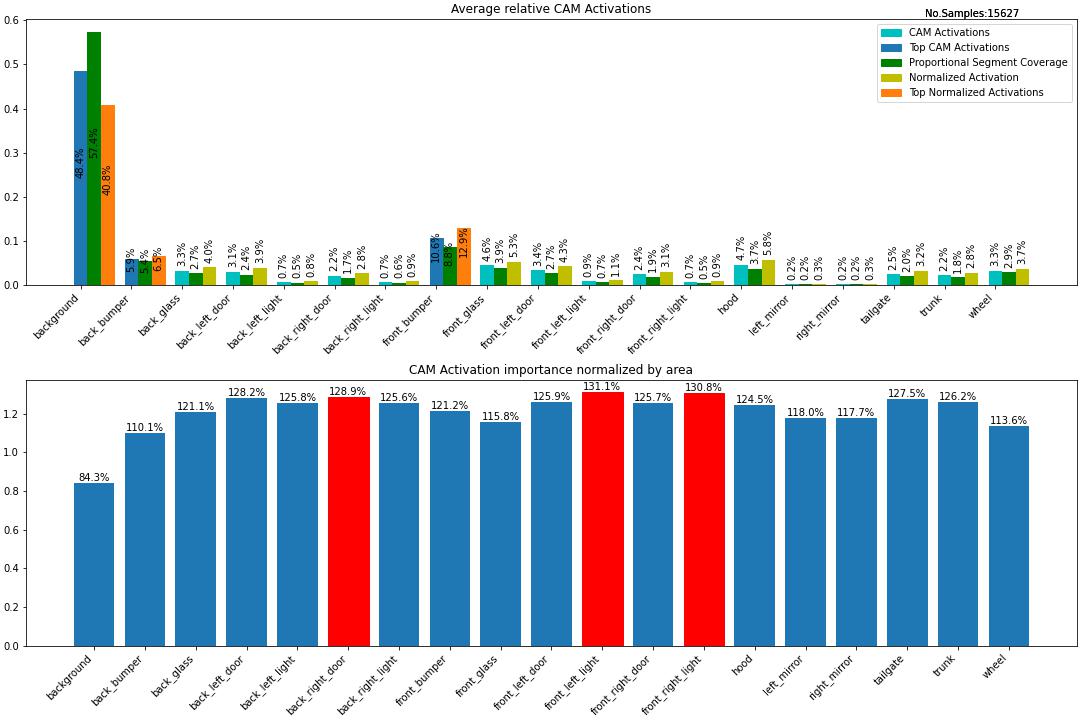 Average relative CAM Activations
No.Samples:15627
CAM Activations
Top CAM Activations
Proportional Segment Coverage
Normalized Activation
Top Normalized Activations
0.6
0.5
0.4
0.3
0.2
0.1
0.0
48.4% 57.4% 40.8%
5.9% 5.4% 6.5%
3.3% 2.7% 4.0%
3.1% 2.4% 3.9%
0.7% 0.5% 0.8%
2.2% 1.7% 2.8%
0.7% 0.6% 0.9%
10.6% 8.8% 12.9%
4.6% 3.9% 5.3%
3.4% 2.7% 4.3%
0.9% 0.7% 1.1%
2.4% 1.9% 3.1%
0.7% 0.5% 0.9%
4.7% 3.7% 5.8%
0.2% 0.2% 0.3%
0.2% 0.2% 0.3%
2.5% 2.0% 3.2%
2.2% 1.8% 2.8%
3.3% 2.9% 3.7%
background
back_bumper
back_glass
back_left_door
back_left_light
back_right_door
back_right_light
front_bumper
front_glass
front_left_door
front_left_light
front_right_door
front_right_light
hood
left_mirror
right_mirror
tailgate
trunk
wheel
CAM Activation importance normalized by area
1.2
1.0
0.8
0.6
0.4
0.2
0.0
84.3%
110.1%
121.1%
128.2%
125.8%
128.9%
125.6%
121.2%
115.8%
125.9%
131.1%
125.7%
130.8%
124.5%
118.0%
117.7%
127.5%
126.2%
113.6%
background
back_bumper
back_glass
back_left_door
back_left_light
back_right_door
back_right_light
front_bumper
front_glass
front_left_door
front_left_light
front_right_door
front_right_light
hood
left_mirror
right_mirror
tailgate
trunk
wheel